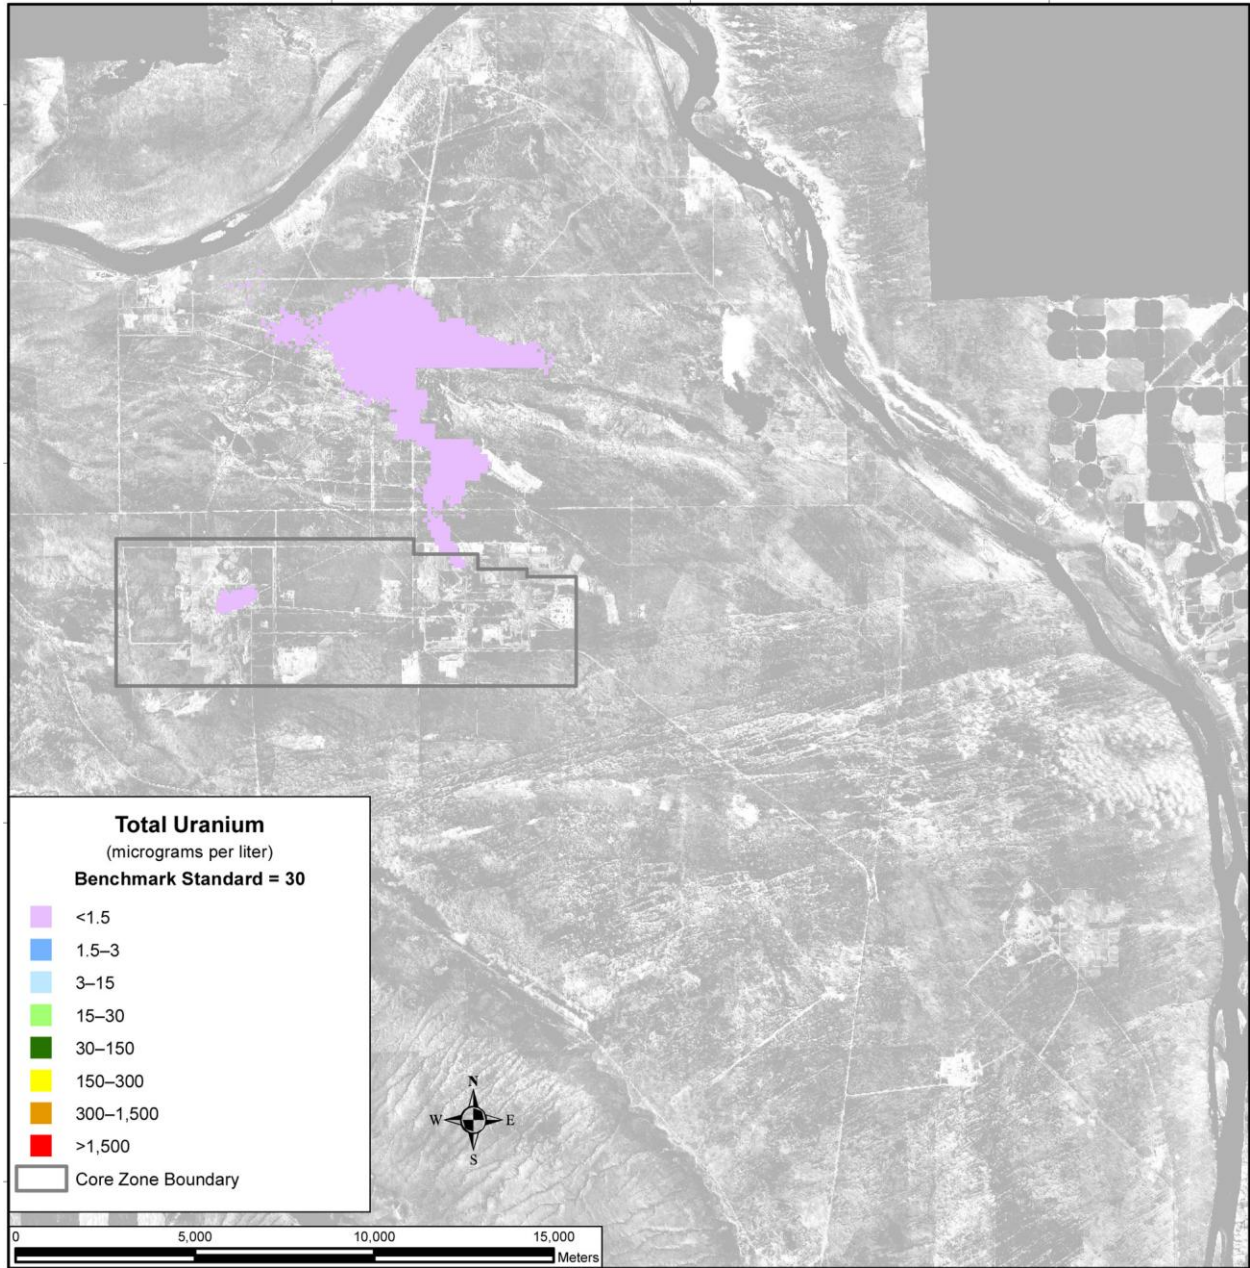 Total Uranium
(micrograms per liter)
Benchmark Standard = 30
<1.5
1.5–3
3–15
15–30
30–150
150–300
300–1,500
>1,500
Core Zone Boundary
N
W E
S
0 5,000 10,000 15,000
Meters